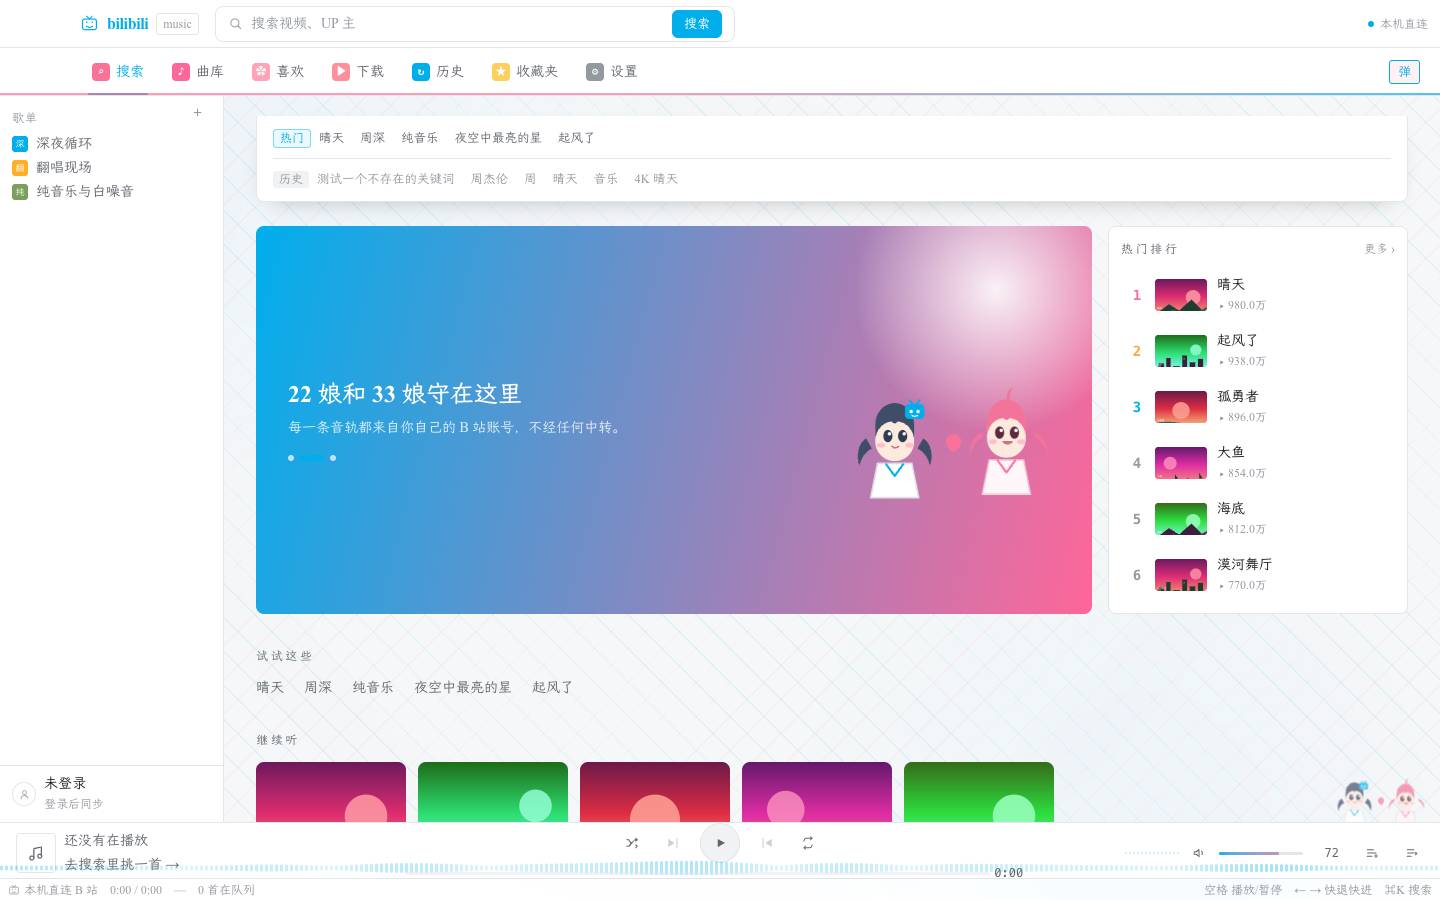 bilibili music 搜索视频、UP 主 搜索 本机直连
搜索 曲库 喜欢 下载 历史 收藏夹 设置 弹
歌单 +
深 深夜循环
翻 翻唱现场
纯 纯音乐与白噪音
热门 晴天 周深 纯音乐 夜空中最亮的星 起风了
历史 测试一个不存在的关键词 周杰伦 周 晴天 音乐 4K 晴天
22 娘和 33 娘守在这里
每一条音轨都来自你自己的 B 站账号，不经任何中转。
热门排行 更多 ›
1 晴天
▸ 980.0万
2 起风了
▸ 938.0万
3 孤勇者
▸ 896.0万
4 大鱼
▸ 854.0万
5 海底
▸ 812.0万
6 漠河舞厅
▸ 770.0万
试试这些
晴天 周深 纯音乐 夜空中最亮的星 起风了
继续听
未登录
登录后同步
还没有在播放
去搜索里挑一首 →
0:00
72
本机直连 B 站 0:00 / 0:00 — 0 首在队列
空格 播放/暂停 ← → 快退快进 ⌘K 搜索